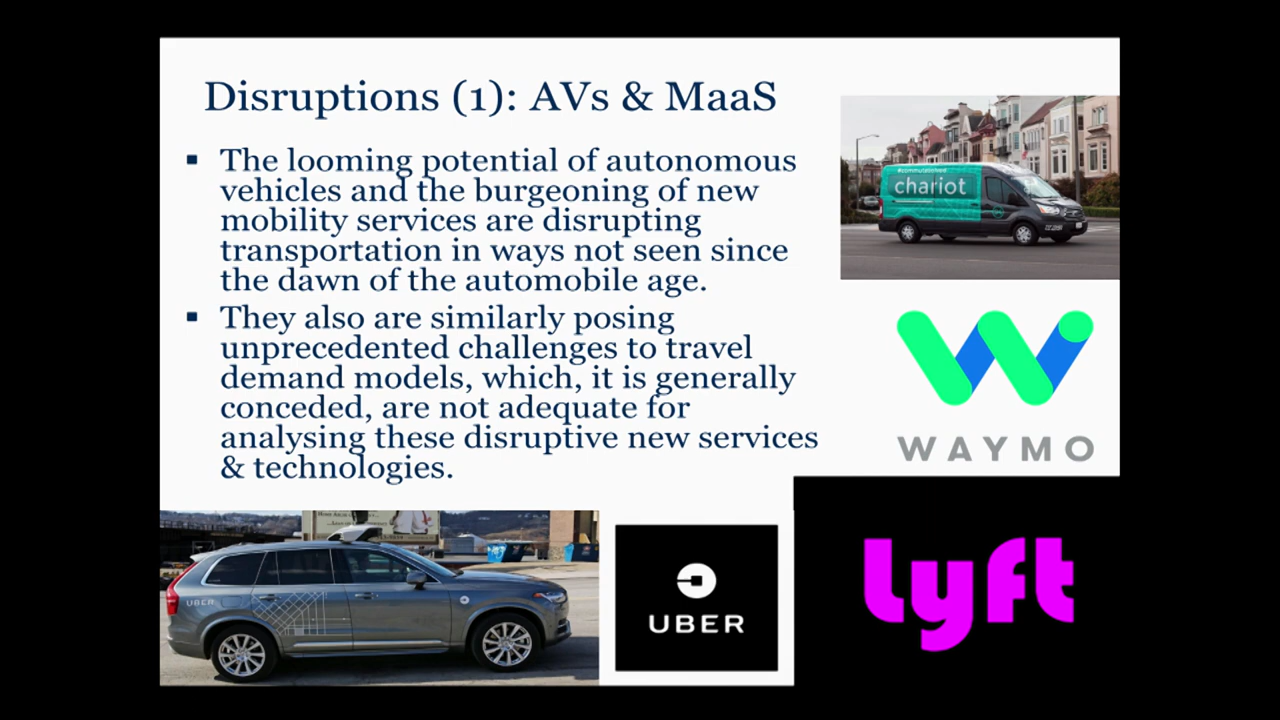 Disruptions (1): AVs & MaaS
▪ The looming potential of autonomous
vehicles and the burgeoning of new
mobility services are disrupting
transportation in ways not seen since
the dawn of the automobile age.
▪ They also are similarly posing
unprecedented challenges to travel
demand models, which, it is generally
conceded, are not adequate for
analysing these disruptive new services
& technologies.
chariot
WAYMO
UBER
UBER
lyft